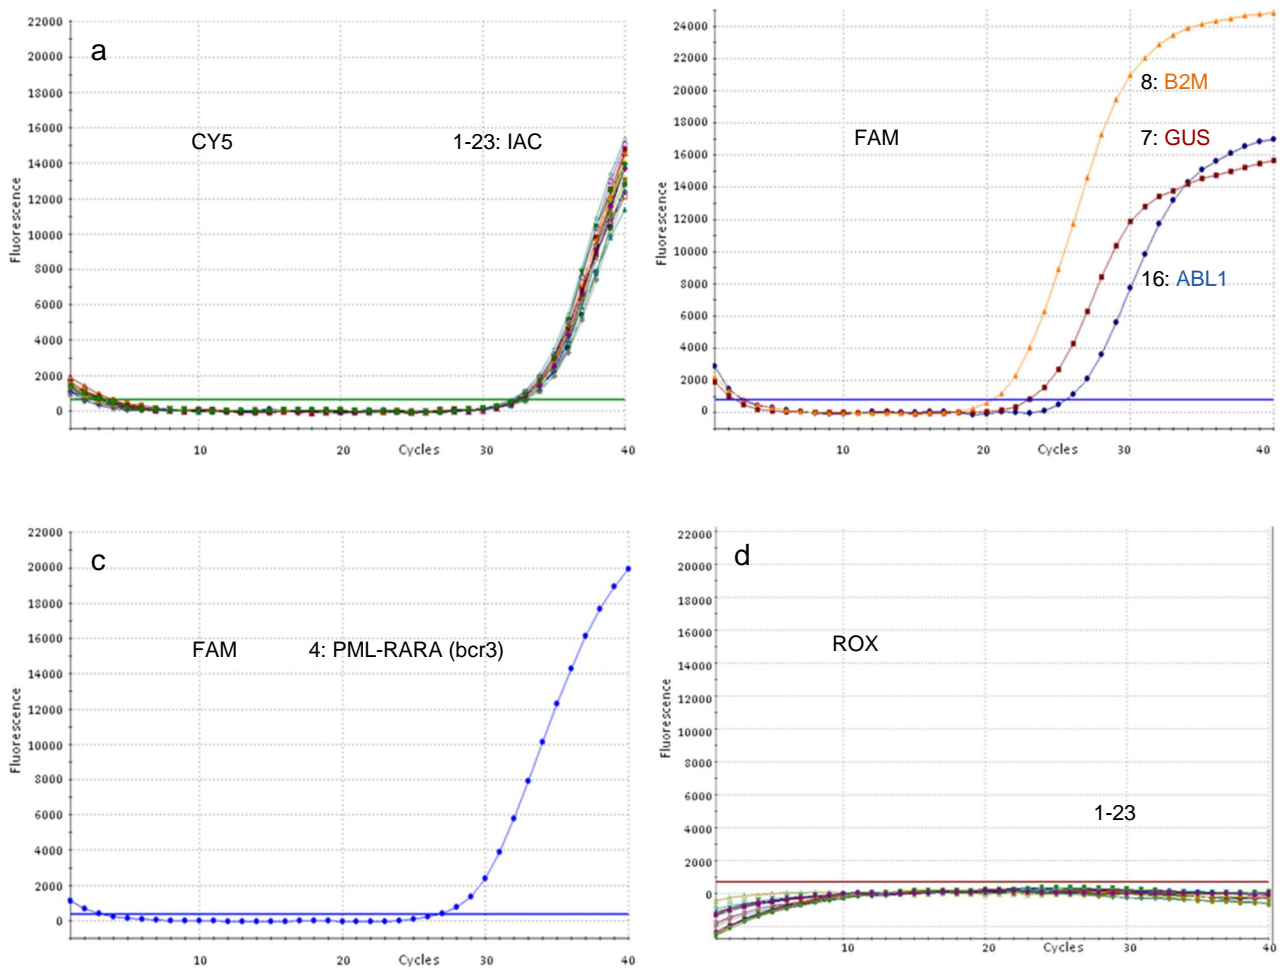 a
22000
20000
18000
16000
14000
12000
10000
8000
6000
4000
2000
0
Fluorescence
CY5 1-23: IAC
10 20 Cycles 30 40
24000
22000
20000
18000
16000
14000
12000
10000
8000
6000
4000
2000
0
Fluorescence
FAM
8: B2M
7: GUS
16: ABL1
10 20 Cycles 30 40
c
22000
20000
18000
16000
14000
12000
10000
8000
6000
4000
2000
0
Fluorescence
FAM 4: PML-RARA (bcr3)
10 20 Cycles 30 40
d
22000
20000
18000
16000
14000
12000
10000
8000
6000
4000
2000
0
Fluorescence
ROX
1-23
10 20 Cycles 30 40